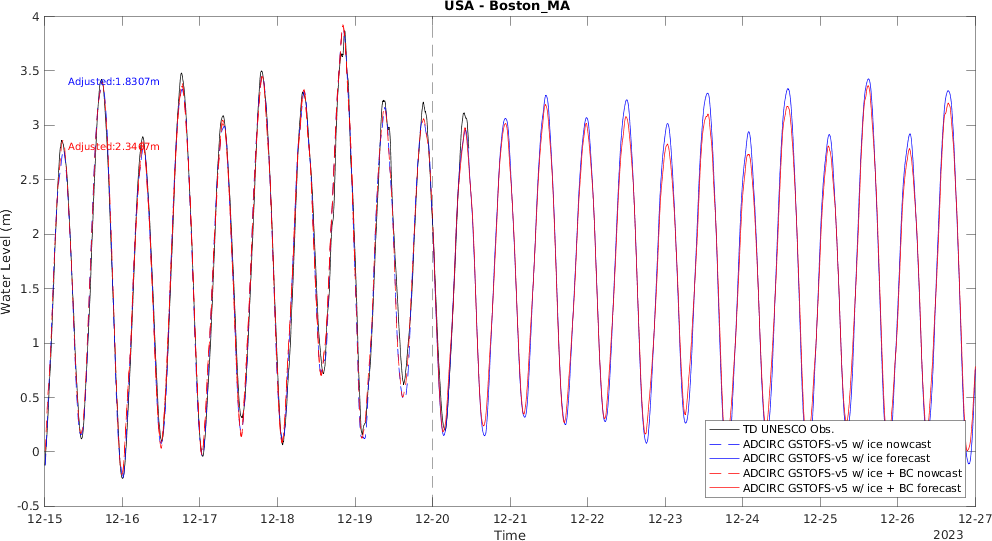 USA - Boston_MA
4
3.5
3
2.5
2
1.5
1
0.5
0
-0.5
Water Level (m)
Adjusted:1.8307m
Adjusted:2.3467m
TD UNESCO Obs.
ADCIRC GSTOFS-v5 w/ ice nowcast
ADCIRC GSTOFS-v5 w/ ice forecast
ADCIRC GSTOFS-v5 w/ ice + BC nowcast
ADCIRC GSTOFS-v5 w/ ice + BC forecast
12-15 12-16 12-17 12-18 12-19 12-20 12-21 12-22 12-23 12-24 12-25 12-26 12-27
Time
2023